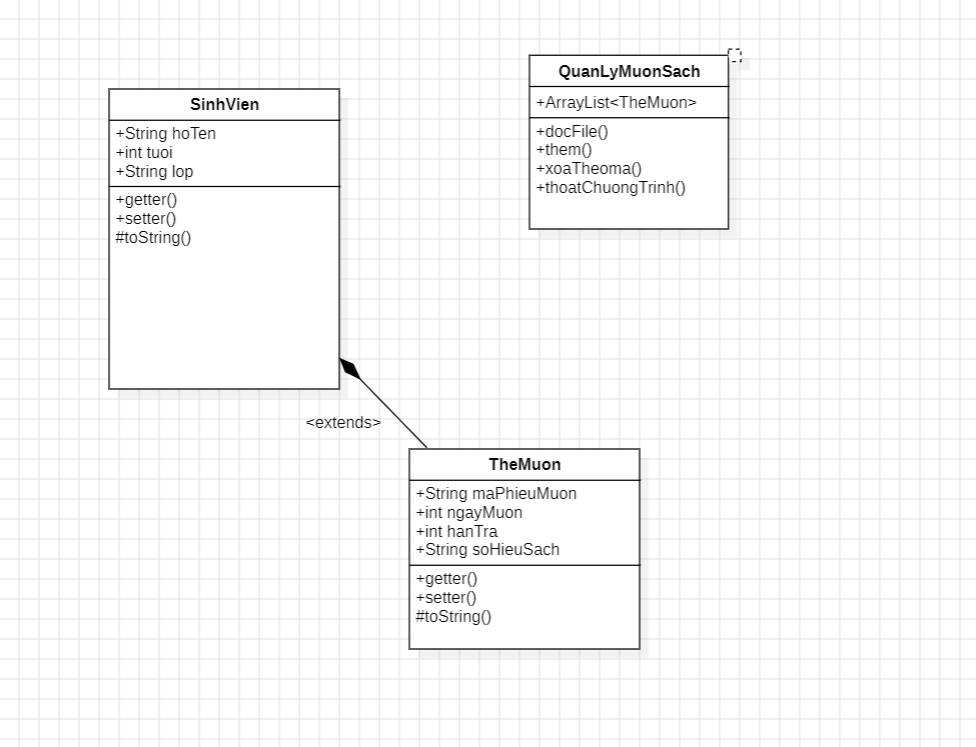 SinhVien
+String hoTen
+int tuoi
+String lop
+getter()
+setter()
#toString()
QuanLyMuonSach
+ArrayList<TheMuon>
+docFile()
+them()
+xoaTheoma()
+thoatChuongTrinh()
<extends>
TheMuon
+String maPhieuMuon
+int ngayMuon
+int hanTra
+String soHieuSach
+getter()
+setter()
#toString()